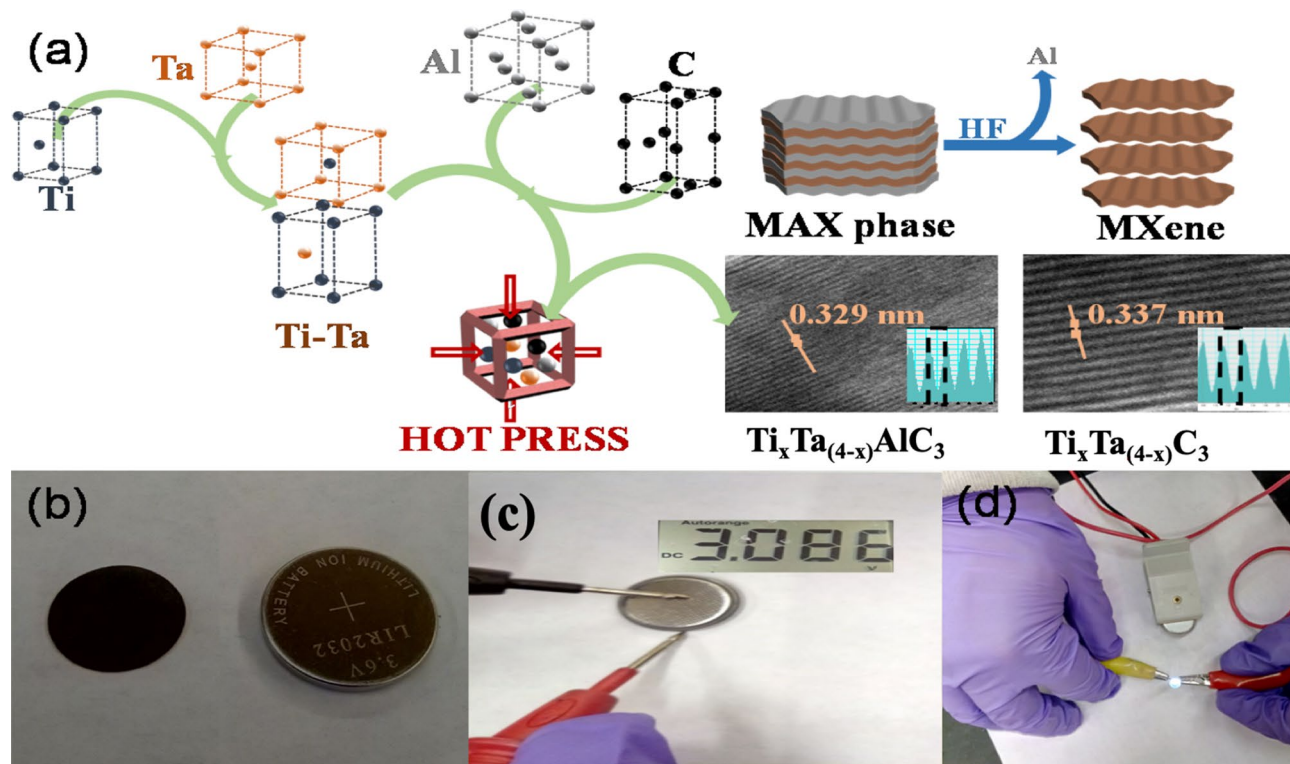 (a)
Ta
Al
C
Al
Ti
HF
MAX phase
MXene
Ti-Ta
0.329 nm
0.337 nm
HOT PRESS
TiₓTa₍₄₋ₓ₎AlC₃
TiₓTa₍₄₋ₓ₎C₃
(b)
LITHIUM ION BATTERY
LIR2032
3.6V
(c)
Autorange
DC 3.086 V
(d)